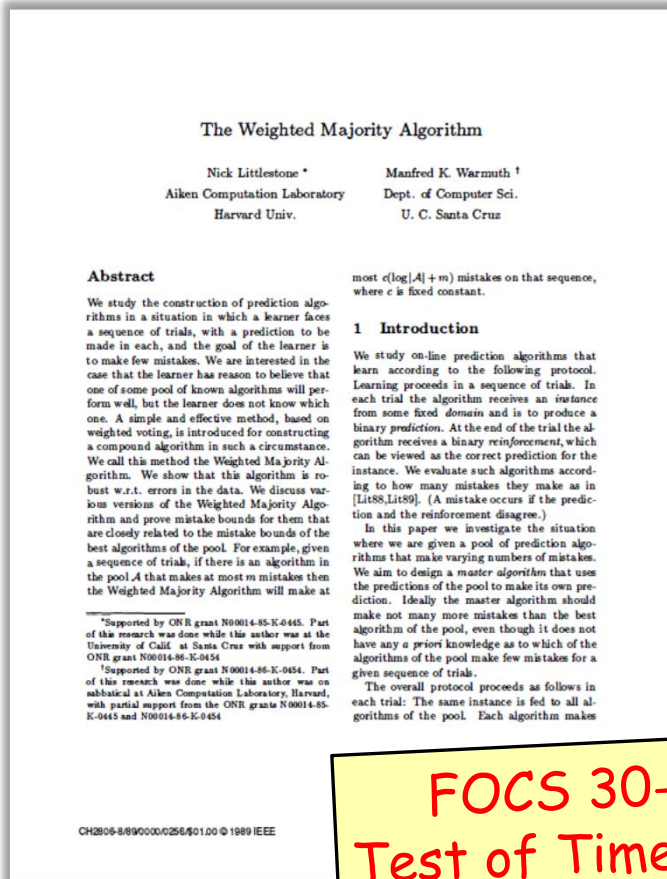 The Weighted Majority Algorithm
Nick Littlestone *
Aiken Computation Laboratory
Harvard Univ.
Manfred K. Warmuth †
Dept. of Computer Sci.
U. C. Santa Cruz
Abstract
We study the construction of prediction algo-
rithms in a situation in which a learner faces
a sequence of trials, with a prediction to be
made in each, and the goal of the learner is
to make few mistakes. We are interested in the
case that the learner has reason to believe that
one of some pool of known algorithms will per-
form well, but the learner does not know which
one. A simple and effective method, based on
weighted voting, is introduced for constructing
a compound algorithm in such a circumstance.
We call this method the Weighted Majority Al-
gorithm. We show that this algorithm is ro-
bust w.r.t. errors in the data. We discuss var-
ious versions of the Weighted Majority Algo-
rithm and prove mistake bounds for them that
are closely related to the mistake bounds of the
best algorithms of the pool. For example, given
a sequence of trials, if there is an algorithm in
the pool A that makes at most m mistakes then
the Weighted Majority Algorithm will make at
*Supported by ONR grant N00014-85-K-0445. Part
of this research was done while this author was at the
University of Calif. at Santa Cruz with support from
ONR grant N00014-86-K-0454
†Supported by ONR grant N00014-86-K-0454. Part
of this research was done while this author was on
sabbatical at Aiken Computation Laboratory, Harvard,
with partial support from the ONR grants N00014-85-
K-0445 and N00014-86-K-0454
most c(log|A| + m) mistakes on that sequence,
where c is fixed constant.
1 Introduction
We study on-line prediction algorithms that
learn according to the following protocol.
Learning proceeds in a sequence of trials. In
each trial the algorithm receives an instance
from some fixed domain and is to produce a
binary prediction. At the end of the trial the al-
gorithm receives a binary reinforcement, which
can be viewed as the correct prediction for the
instance. We evaluate such algorithms accord-
ing to how many mistakes they make as in
[Lit88,Lit89]. (A mistake occurs if the predic-
tion and the reinforcement disagree.)
In this paper we investigate the situation
where we are given a pool of prediction algo-
rithms that make varying numbers of mistakes.
We aim to design a master algorithm that uses
the predictions of the pool to make its own pre-
diction. Ideally the master algorithm should
make not many more mistakes than the best
algorithm of the pool, even though it does not
have any a priori knowledge as to which of the
algorithms of the pool make few mistakes for a
given sequence of trials.
The overall protocol proceeds as follows in
each trial: The same instance is fed to all al-
gorithms of the pool. Each algorithm makes
CH2806-8/89/0000/0256/$01.00 © 1989 IEEE
FOCS 30-
Test of Time